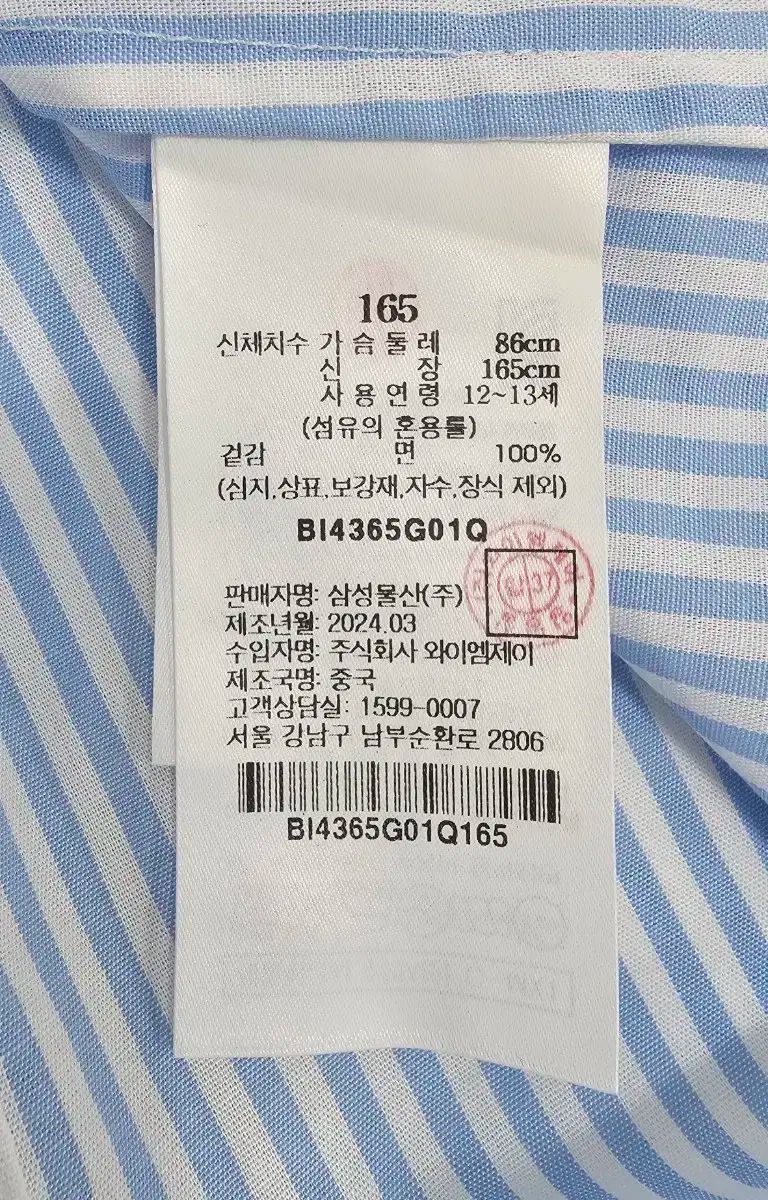 165
신체치수 가슴둘레 86cm
신장 165cm
사용연령 12~13세
(섬유의 혼용률)
겉감 면 100%
(심지,상표,보강재,자수,장식 제외)
BI4365G01Q
판매자명: 삼성물산(주)
제조년월: 2024.03
수입자명: 주식회사 와이엠제이
제조국명: 중국
고객상담실: 1599-0007
서울 강남구 남부순환로 2806
BI4365G01Q165